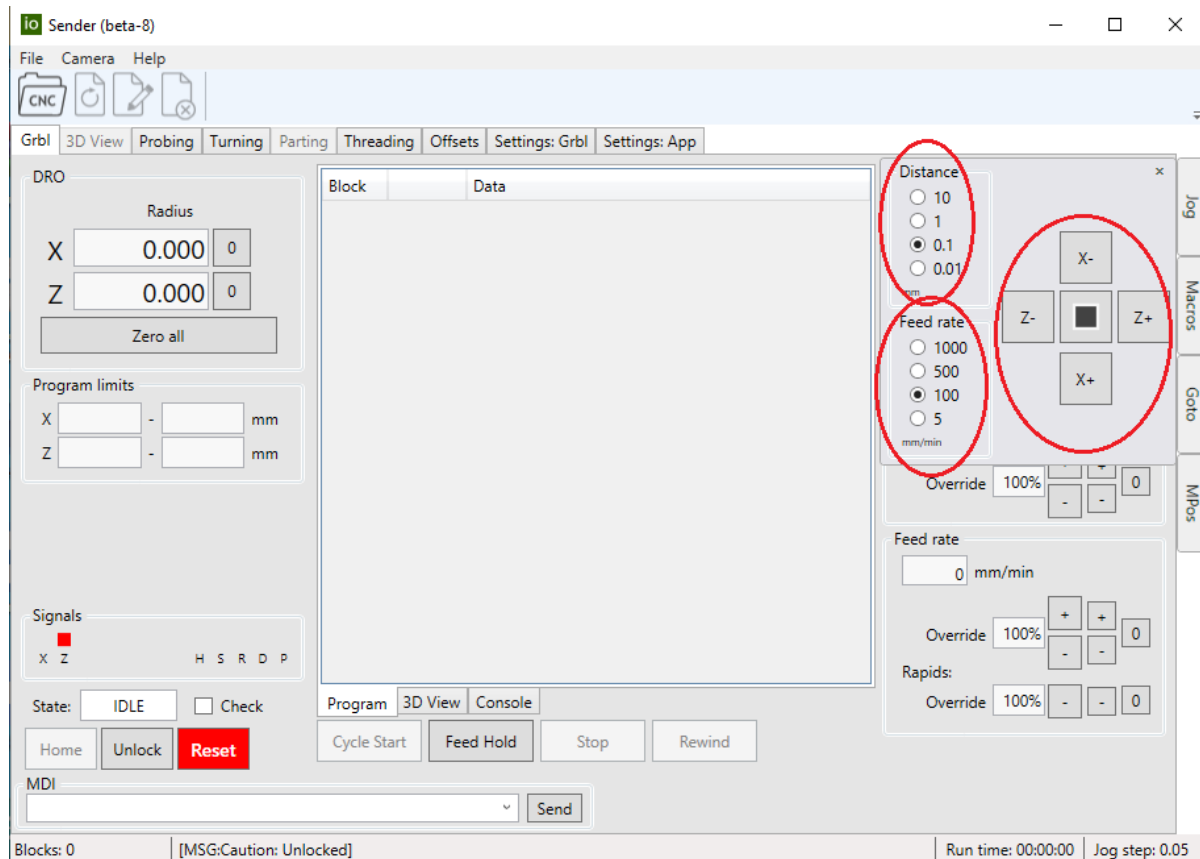 io Sender (beta-8)
File Camera Help
CNC
Grbl 3D View Probing Turning Parting Threading Offsets Settings: Grbl Settings: App
DRO
Radius
X 0.000 0
Z 0.000 0
Zero all
Program limits
X - mm
Z - mm
Signals
X Z H S R D P
State: IDLE Check
Home Unlock Reset
MDI
Send
Block Data
Program 3D View Console
Cycle Start Feed Hold Stop Rewind
Distance
10
1
0.1
0.01
mm
Feed rate
1000
500
100
5
mm/min
×
X-
Z- Z+
X+
Jog
Macros
Goto
MPos
Override 100% - + 0
- -
Feed rate
0 mm/min
+ +
Override 100% 0
- -
Rapids:
Override 100% - - 0
Blocks: 0 [MSG:Caution: Unlocked] Run time: 00:00:00 Jog step: 0.05